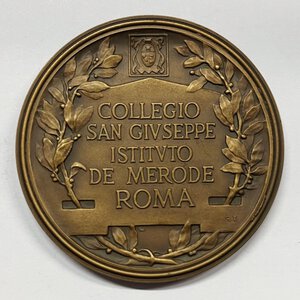 COLLEGIO
SAN GIVSEPPE
ISTITVTO
DE MERODE
ROMA